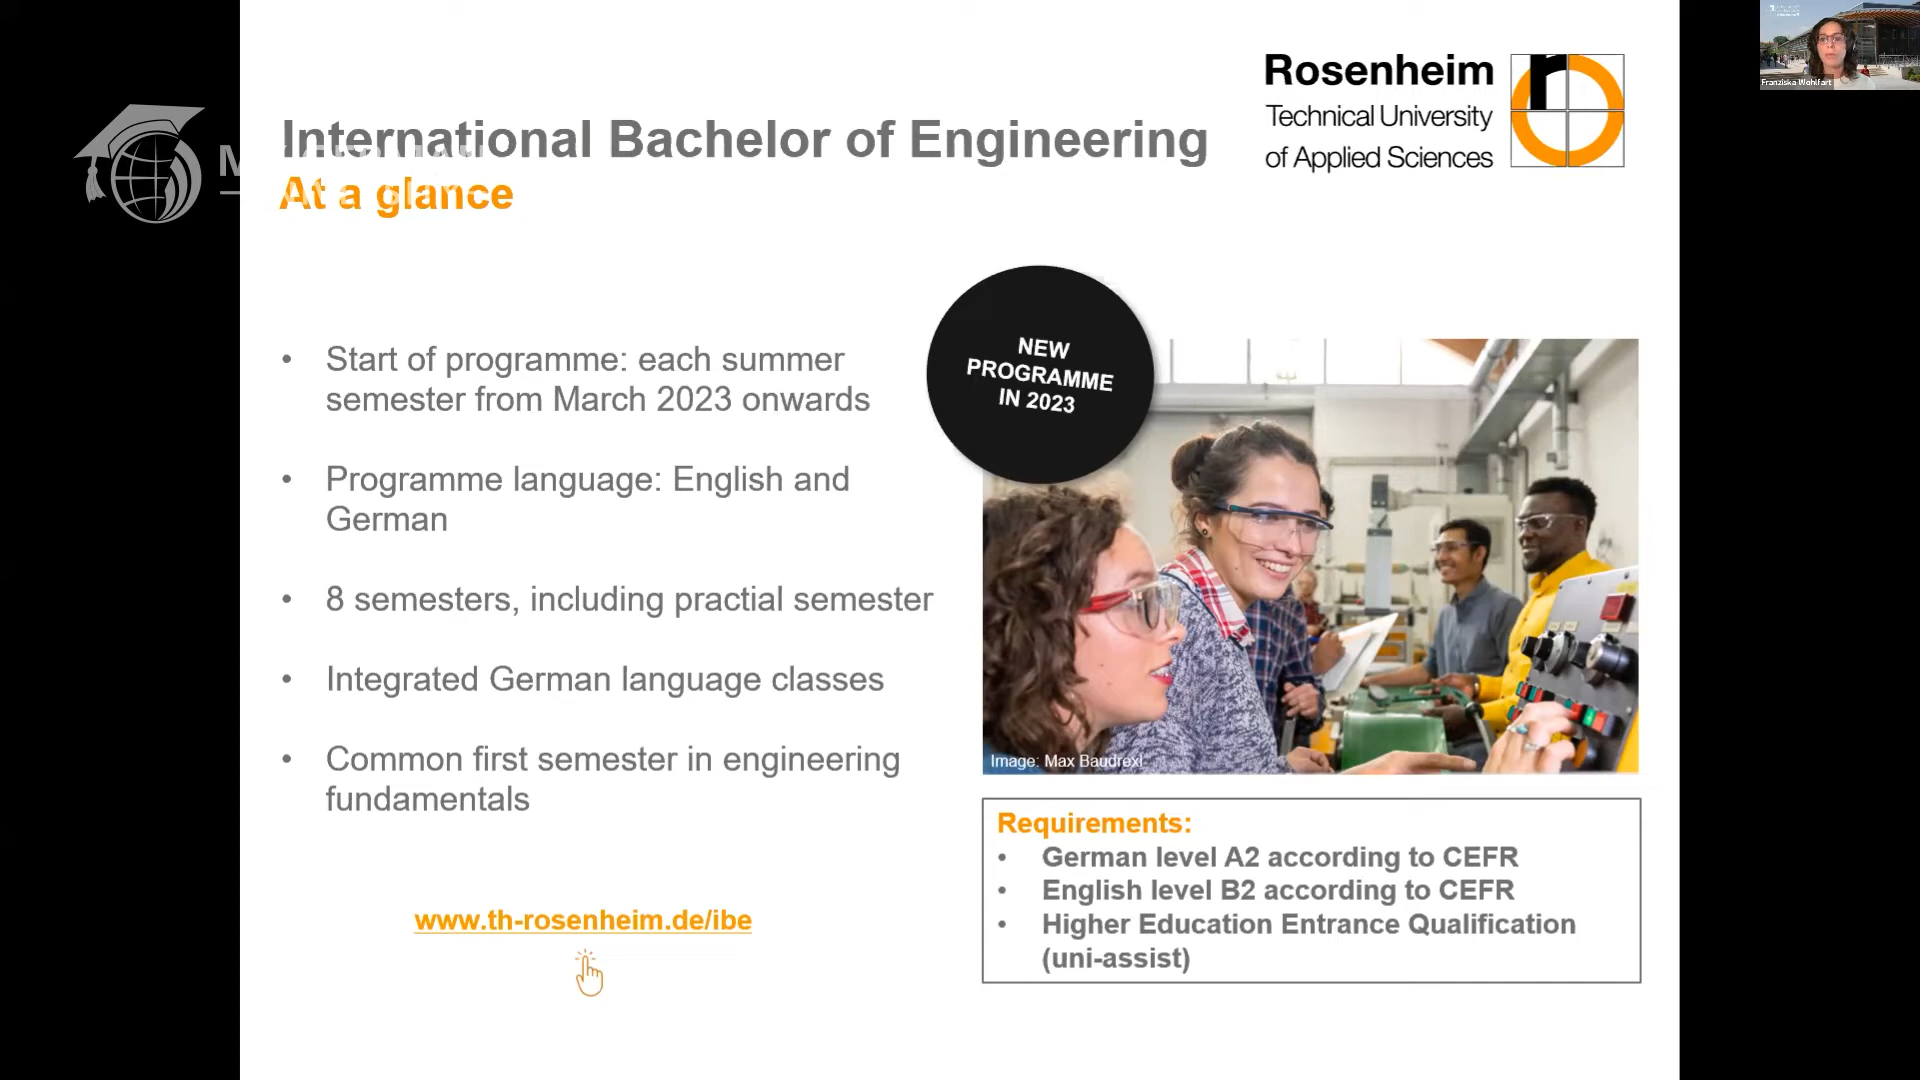 Rosenheim
Technical University
of Applied Sciences
International Bachelor of Engineering
At a glance
Franziska Wohlfart
• Start of programme: each summer
semester from March 2023 onwards
• Programme language: English and
German
• 8 semesters, including practial semester
• Integrated German language classes
• Common first semester in engineering
fundamentals
www.th-rosenheim.de/ibe
NEW
PROGRAMME
IN 2023
Image: Max Baudrexl
Requirements:
• German level A2 according to CEFR
• English level B2 according to CEFR
• Higher Education Entrance Qualification
(uni-assist)